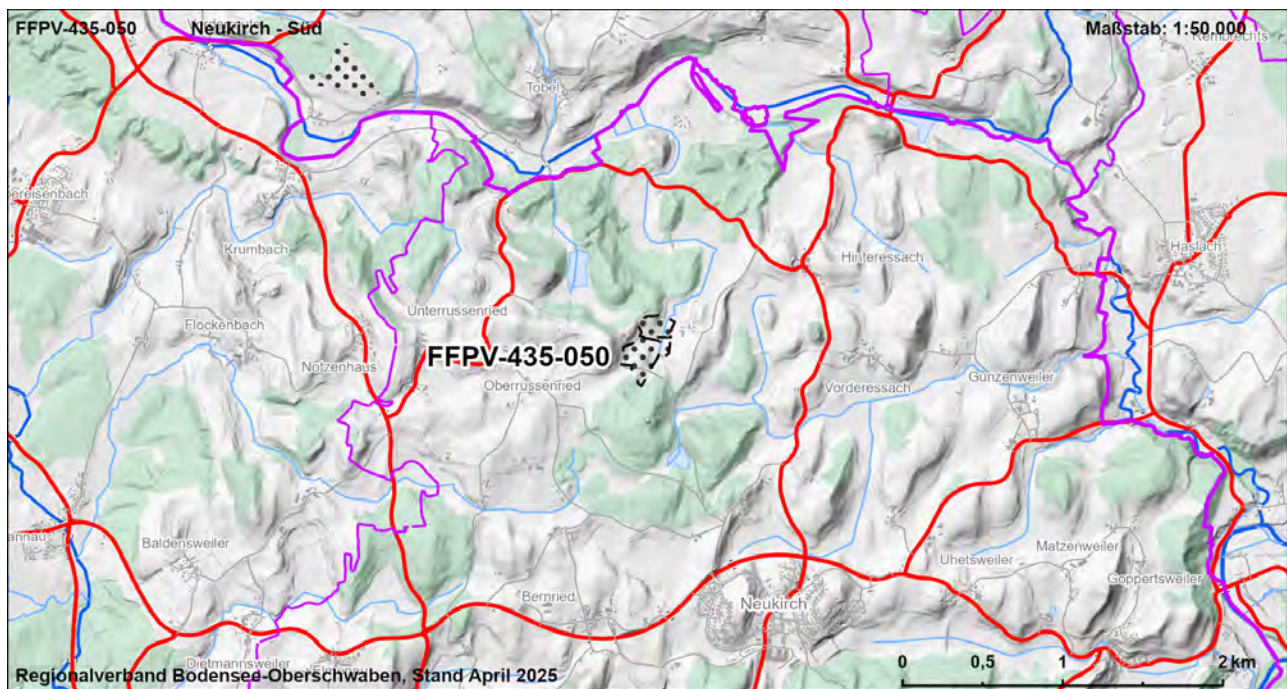 FFPV-435-050 Neukirch - Süd Maßstab: 1:50.000
Tobel
Krumbach
Hinteressach
Haslach
Unterrussenried
Flockenbach
Notzenhaus
FFPV-435-050
Oberrussenried
Vorderessach
Günzenweiler
Baldensweiler
Uhetsweiler
Matzenweiler
Goppertsweiler
Bernried
Neukirch
Dietmannsweiler
0 0,5 1 2 km
Regionalverband Bodensee-Oberschwaben, Stand April 2025